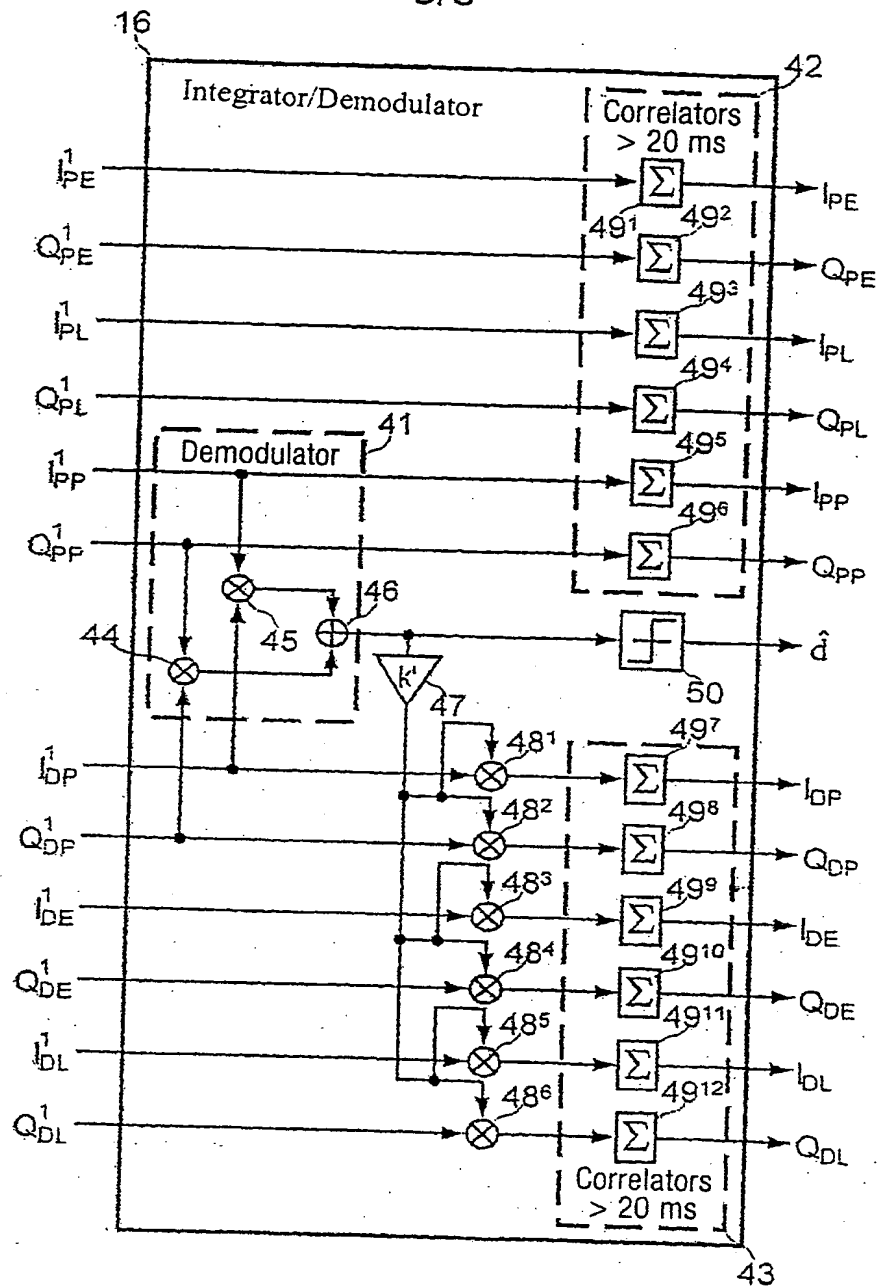 16
Integrator/Demodulator
42
Correlators
> 20 ms
I¹PE
49¹
IPE
Q¹PE
49²
QPE
I¹PL
49³
IPL
Q¹PL
49⁴
QPL
41
Demodulator
I¹PP
49⁵
IPP
Q¹PP
49⁶
QPP
45
46
44
k'
47
50
d̂
I¹DP
48¹
49⁷
IDP
Q¹DP
48²
49⁸
QDP
I¹DE
48³
49⁹
IDE
Q¹DE
48⁴
49¹⁰
QDE
I¹DL
48⁵
49¹¹
IDL
Q¹DL
48⁶
49¹²
QDL
Correlators
> 20 ms
43